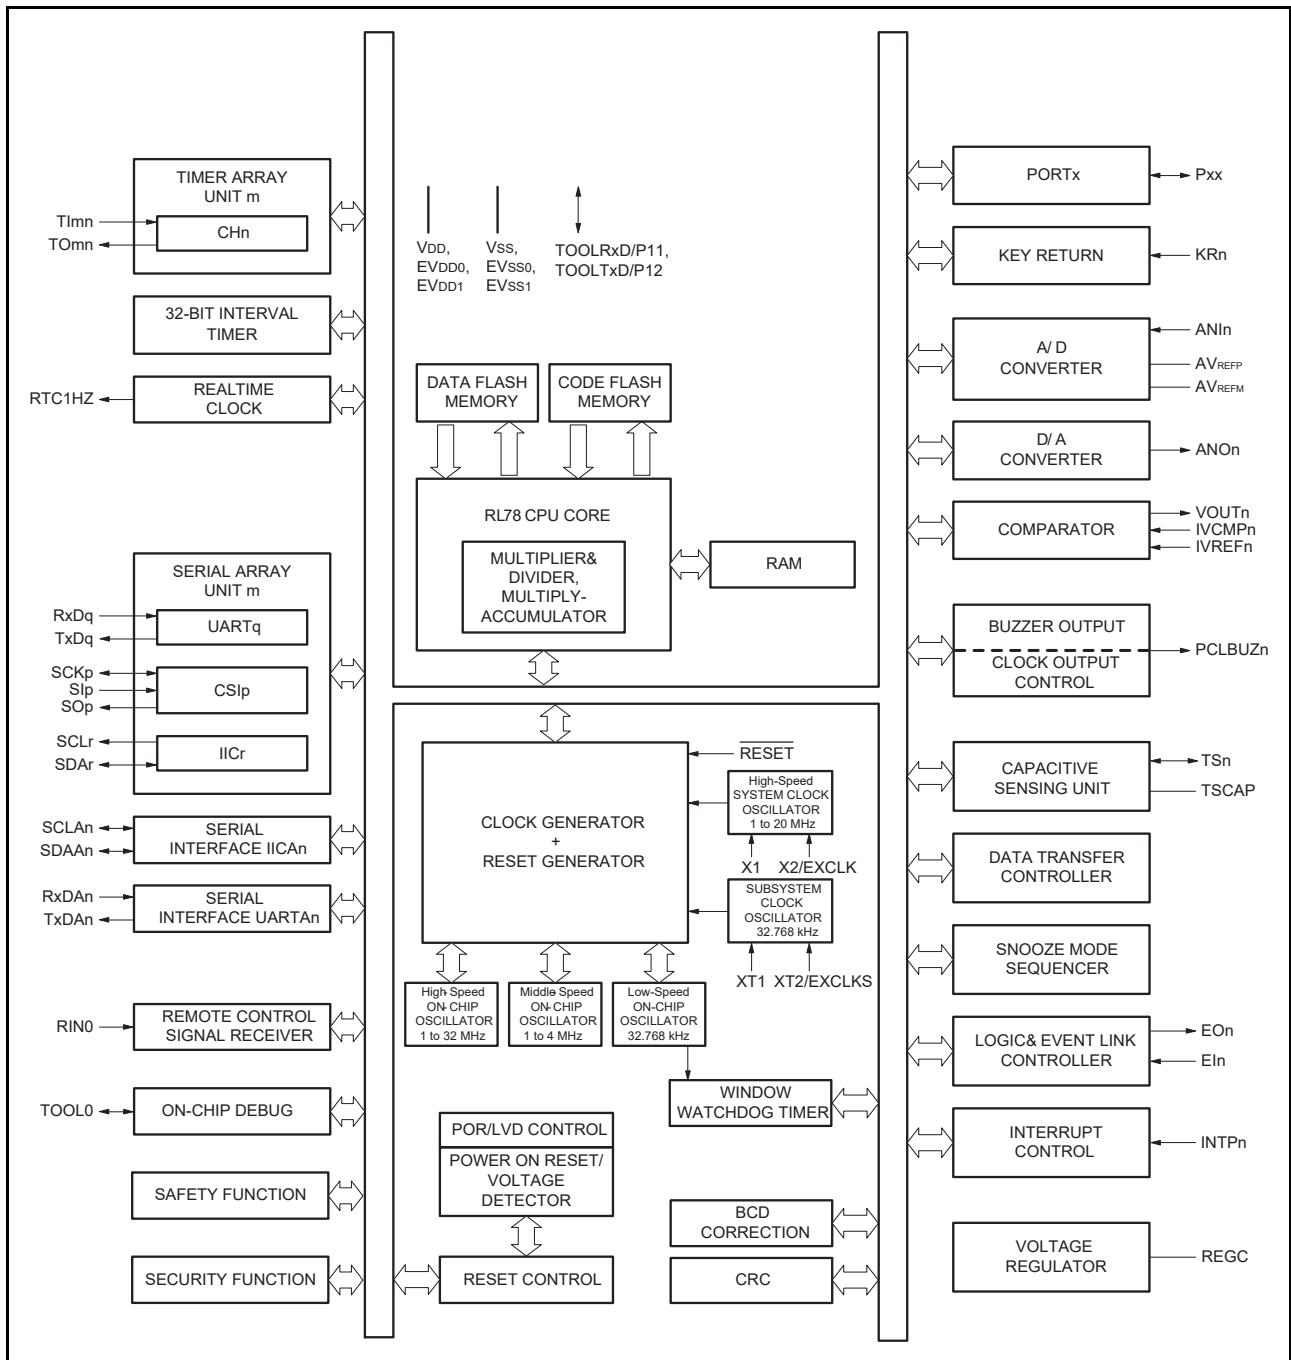 TIMER ARRAY
UNIT m
CHn
TImn
TOmn
32-BIT INTERVAL
TIMER
REALTIME
CLOCK
RTC1HZ
SERIAL ARRAY
UNIT m
RxDq
TxDq
UARTq
SCKp
SIp
SOp
CSIp
SCLr
SDAr
IICr
SCLAn
SDAAn
SERIAL
INTERFACE IICAn
RxDAn
TxDAn
SERIAL
INTERFACE UARTAn
RIN0
REMOTE CONTROL
SIGNAL RECEIVER
TOOL0
ON-CHIP DEBUG
SAFETY FUNCTION
SECURITY FUNCTION
VDD,
EVDD0,
EVDD1
VSS,
EVSS0,
EVSS1
TOOLRxD/P11,
TOOLTxD/P12
DATA FLASH
MEMORY
CODE FLASH
MEMORY
RL78 CPU CORE
MULTIPLIER&
DIVIDER,
MULTIPLY-
ACCUMULATOR
RAM
CLOCK GENERATOR
+
RESET GENERATOR
RESET
High-Speed
SYSTEM CLOCK
OSCILLATOR
1 to 20 MHz
X1
X2/EXCLK
SUBSYSTEM
CLOCK
OSCILLATOR
32.768 kHz
XT1
XT2/EXCLKS
High-Speed
ON-CHIP
OSCILLATOR
1 to 32 MHz
Middle-Speed
ON-CHIP
OSCILLATOR
1 to 4 MHz
Low-Speed
ON-CHIP
OSCILLATOR
32.768 kHz
WINDOW
WATCHDOG TIMER
POR/LVD CONTROL
POWER ON RESET/
VOLTAGE
DETECTOR
RESET CONTROL
BCD
CORRECTION
CRC
PORTx
Pxx
KEY RETURN
KRn
A/ D
CONVERTER
ANIn
AVREFP
AVREFM
D/ A
CONVERTER
ANOn
COMPARATOR
VOUTn
IVCMPn
IVREFn
BUZZER OUTPUT
CLOCK OUTPUT
CONTROL
PCLBUZn
CAPACITIVE
SENSING UNIT
TSn
TSCAP
DATA TRANSFER
CONTROLLER
SNOOZE MODE
SEQUENCER
LOGIC& EVENT LINK
CONTROLLER
EOn
EIn
INTERRUPT
CONTROL
INTPn
VOLTAGE
REGULATOR
REGC